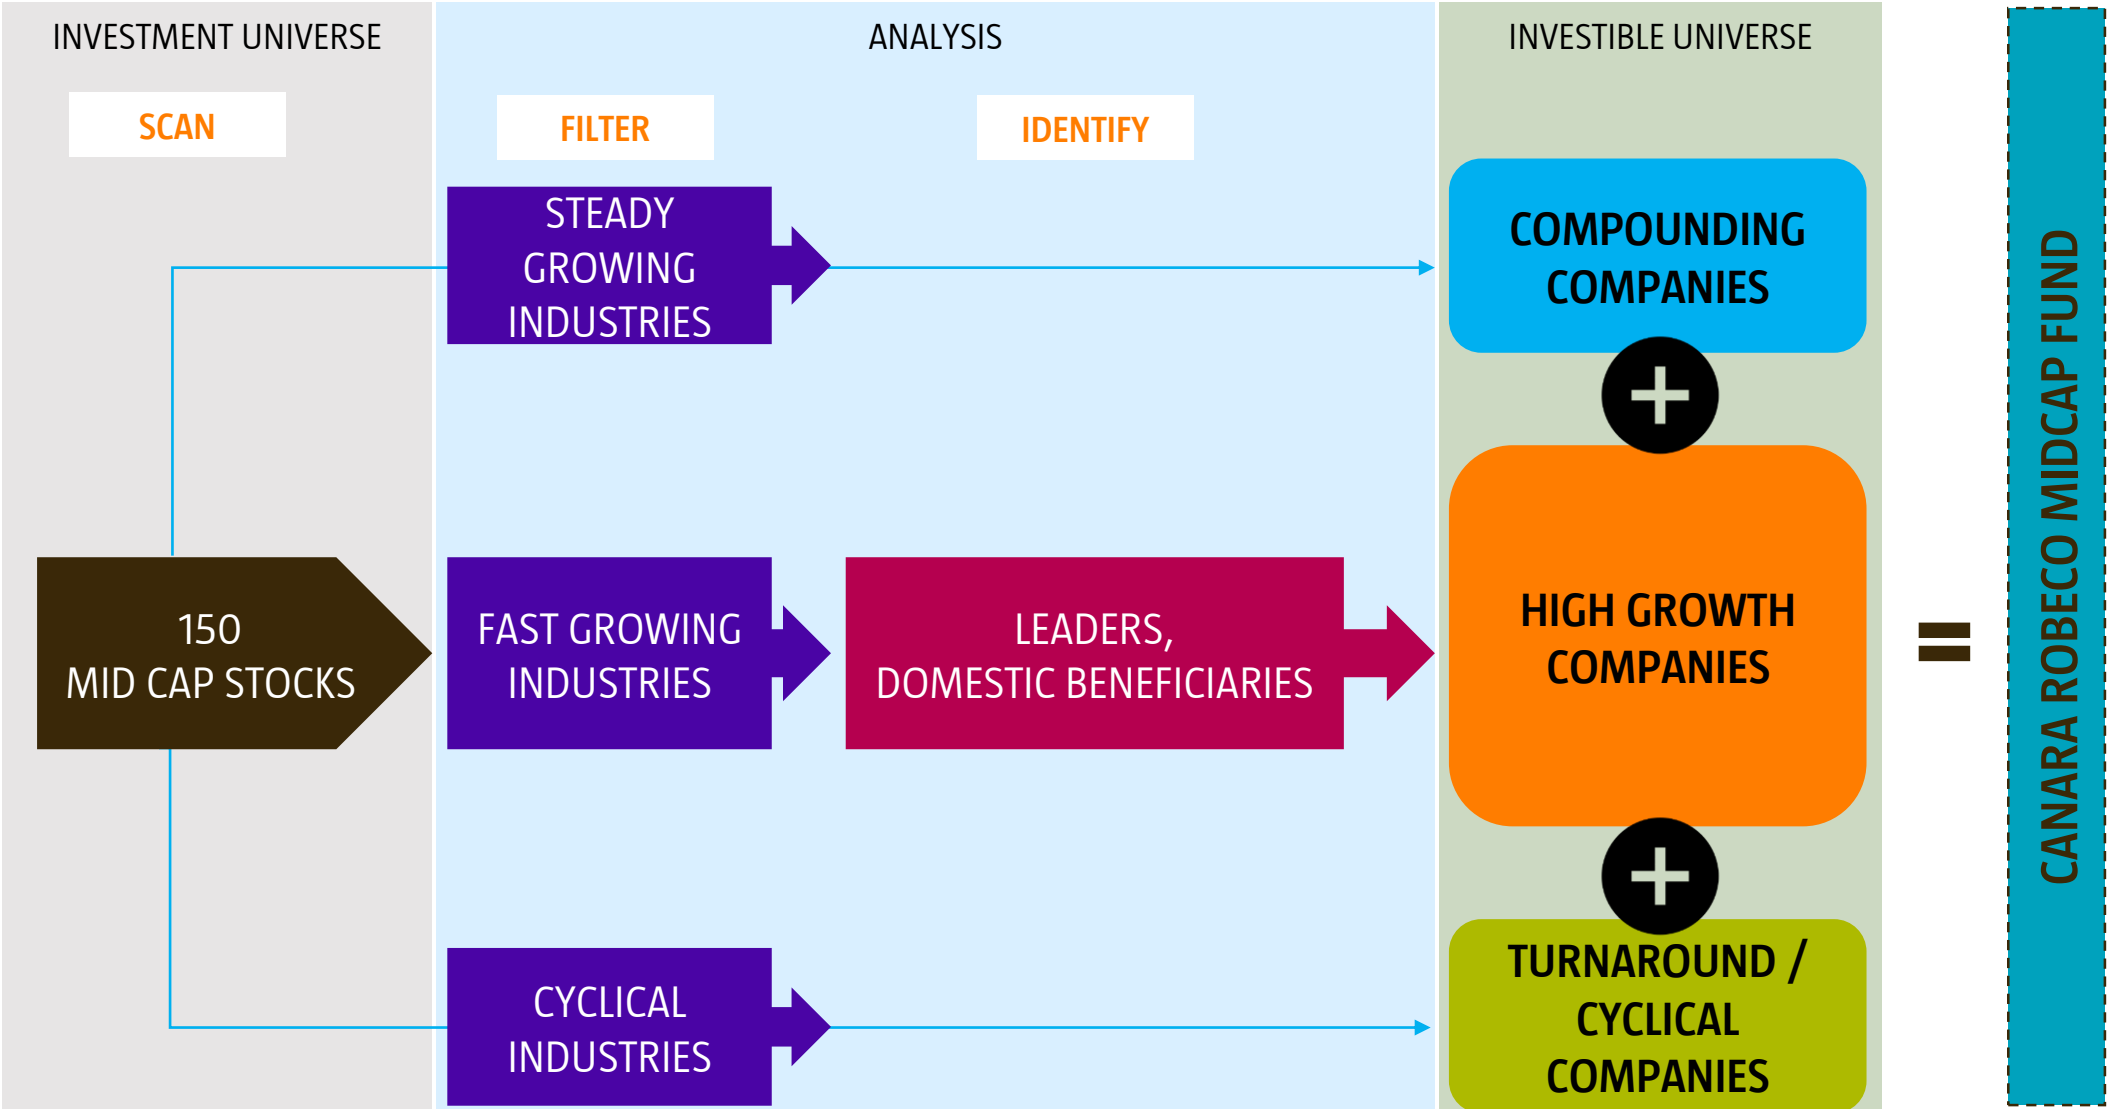 INVESTMENT UNIVERSE
ANALYSIS
INVESTIBLE UNIVERSE
SCAN
FILTER
IDENTIFY
STEADY
GROWING
INDUSTRIES
COMPOUNDING
COMPANIES
+
150
MID CAP STOCKS
FAST GROWING
INDUSTRIES
LEADERS,
DOMESTIC BENEFICIARIES
HIGH GROWTH
COMPANIES
+
CYCLICAL
INDUSTRIES
TURNAROUND /
CYCLICAL
COMPANIES
=
CANARA ROBECO MIDCAP FUND